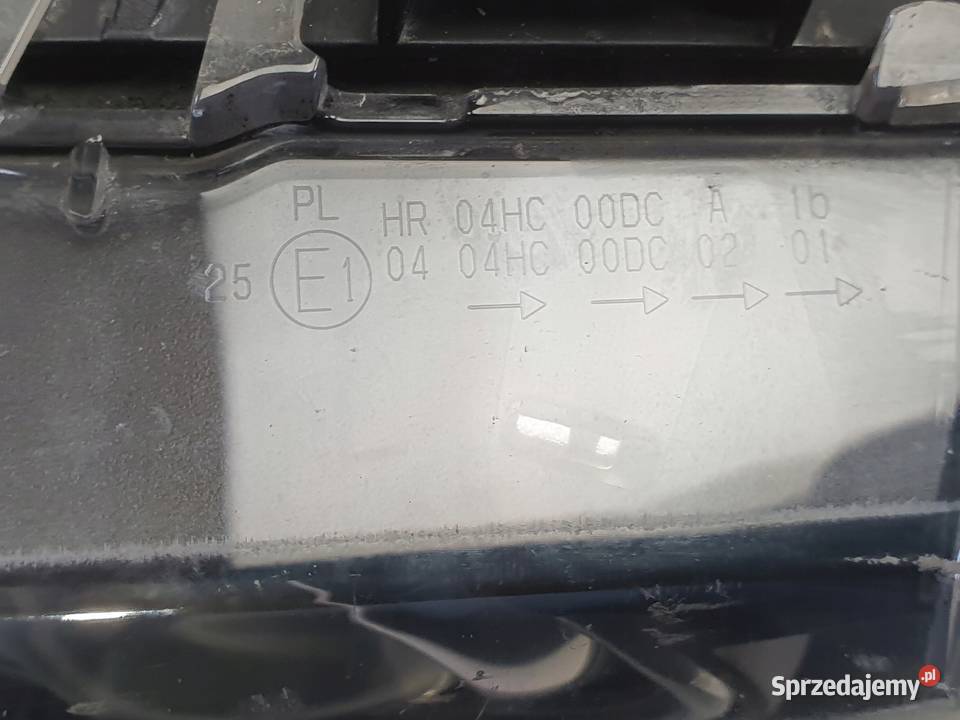 PL HR 04HC 00DC A 1b
25 E1 04 04HC 00DC 02 01
→ → → →
Sprzedajemy.pl